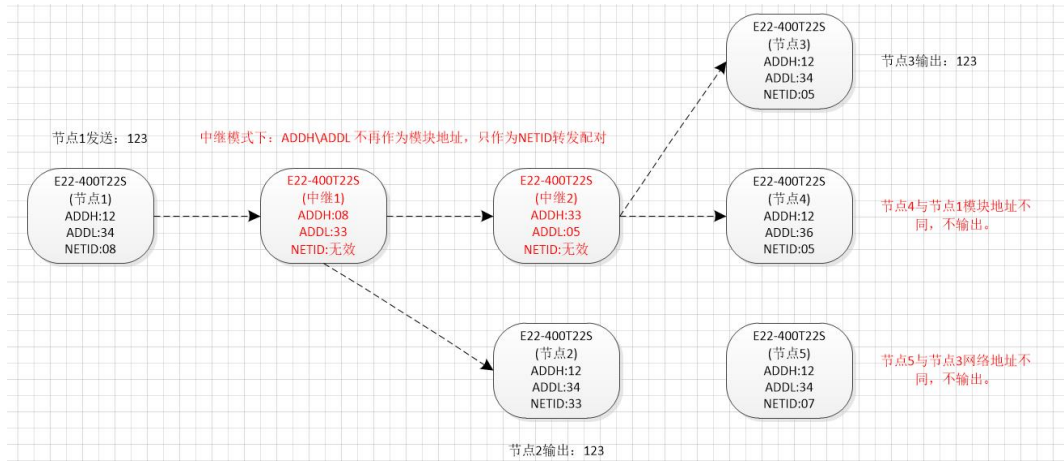 E22-400T22S
(节点3)
ADDH:12
ADDL:34
NETID:05
节点3输出：123
节点1发送：123
中继模式下：ADDH\ADDL 不再作为模块地址，只作为NETID转发配对
E22-400T22S
(节点1)
ADDH:12
ADDL:34
NETID:08
E22-400T22S
(中继1)
ADDH:08
ADDL:33
NETID:无效
E22-400T22S
(中继2)
ADDH:33
ADDL:05
NETID:无效
E22-400T22S
(节点4)
ADDH:12
ADDL:36
NETID:05
节点4与节点1模块地址不
同，不输出。
E22-400T22S
(节点2)
ADDH:12
ADDL:34
NETID:33
E22-400T22S
(节点5)
ADDH:12
ADDL:34
NETID:07
节点5与节点3网络地址不
同，不输出。
节点2输出：123